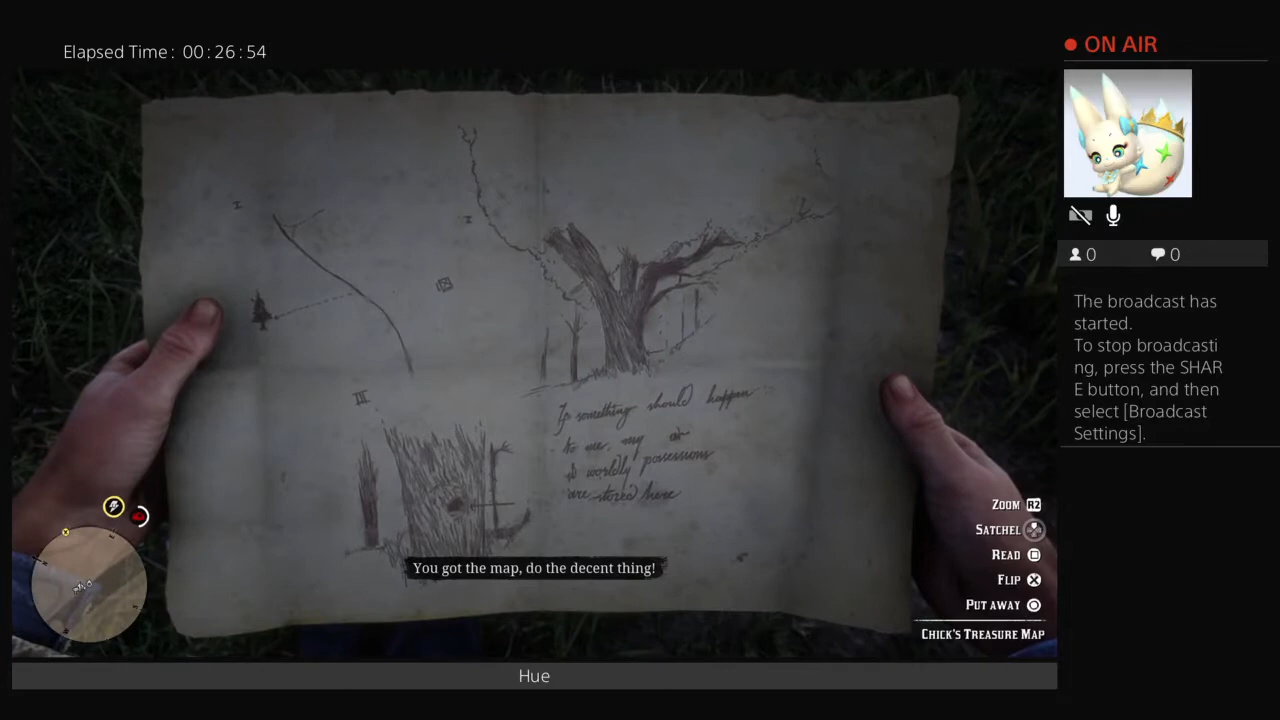 Elapsed Time: 00:26:54
ON AIR
0
0
The broadcast has
started.
To stop broadcasti
ng, press the SHAR
E button, and then
select [Broadcast
Settings].
III
If something should happen
to me, my
worldly possessions
are stored here
You got the map, do the decent thing!
ZOOM R2
SATCHEL
READ
FLIP
PUT AWAY
CHICK'S TREASURE MAP
Hue